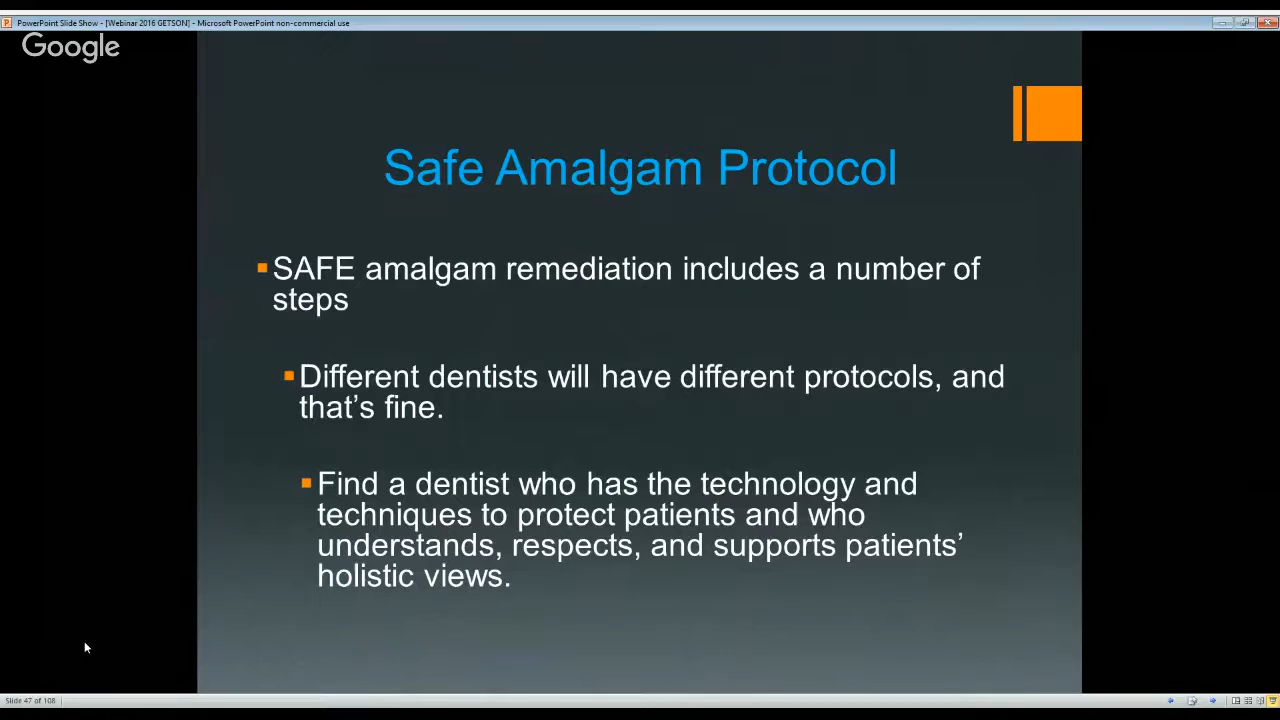 PowerPoint Slide Show - [Webinar 2016 GETSON] - Microsoft PowerPoint non-commercial use
Google
Safe Amalgam Protocol
SAFE amalgam remediation includes a number of
steps
Different dentists will have different protocols, and
that’s fine.
Find a dentist who has the technology and
techniques to protect patients and who
understands, respects, and supports patients’
holistic views.
Slide 47 of 108